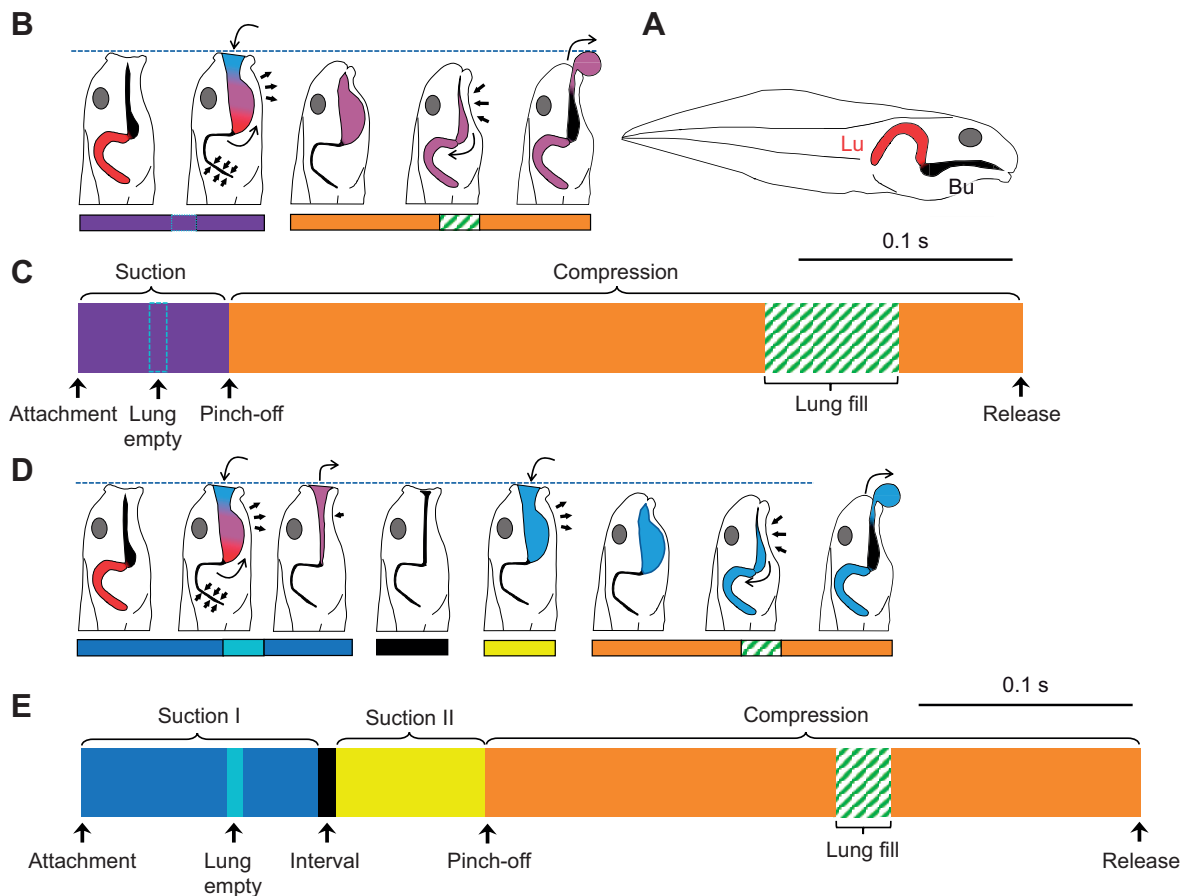 B
A
Lu
Bu
0.1 s
C
Suction
Compression
Attachment
Lung
empty
Pinch-off
Lung fill
Release
D
0.1 s
E
Suction I
Suction II
Compression
Attachment
Lung
empty
Interval
Pinch-off
Lung fill
Release